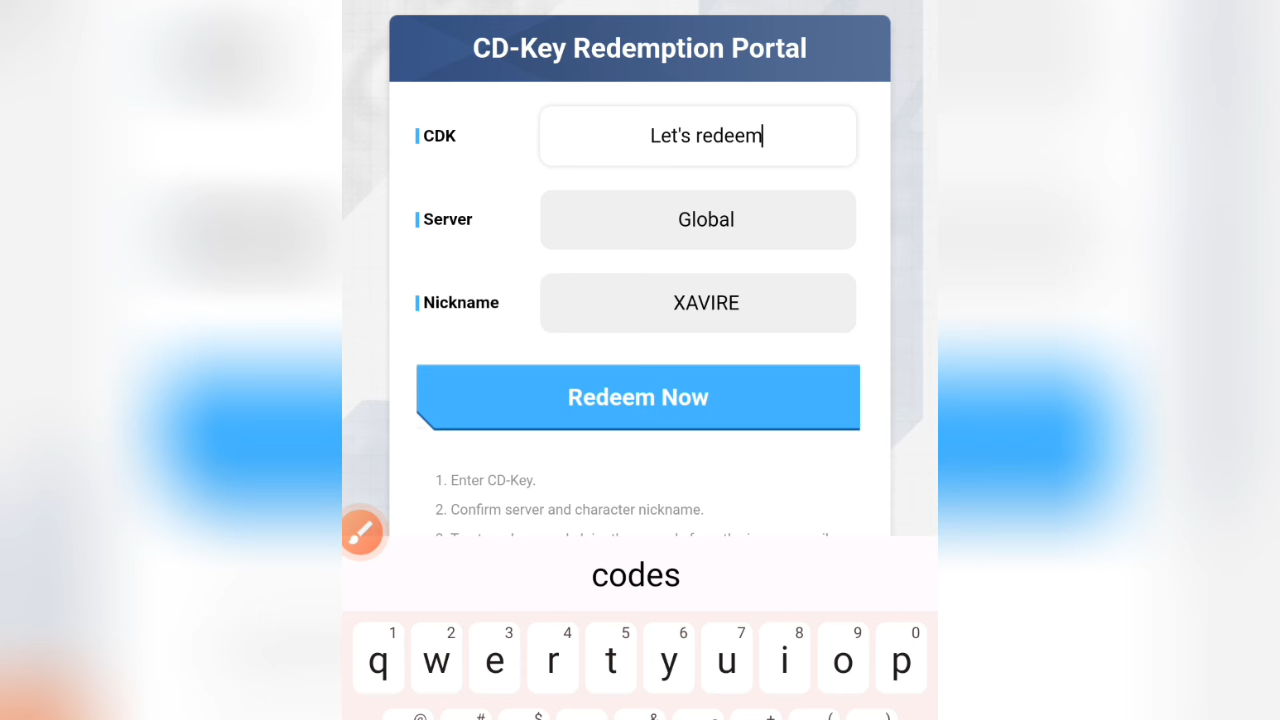 CD-Key Redemption Portal
CDK
Let's redeem
Server
Global
Nickname
XAVIRE
Redeem Now
1. Enter CD-Key.
2. Confirm server and character nickname.
codes
1 2 3 4 5 6 7 8 9 0
q w e r t y u i o p